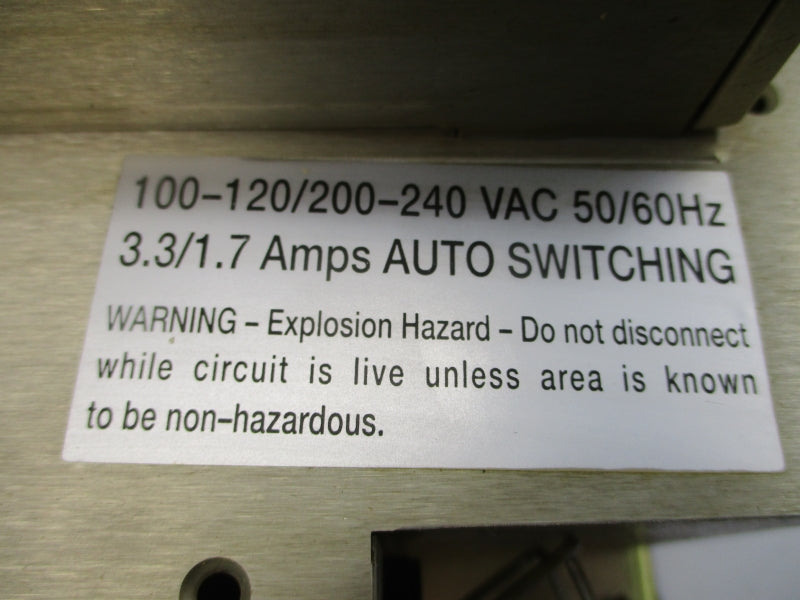 100–120/200–240 VAC 50/60Hz
3.3/1.7 Amps AUTO SWITCHING
WARNING – Explosion Hazard – Do not disconnect
while circuit is live unless area is known
to be non–hazardous.